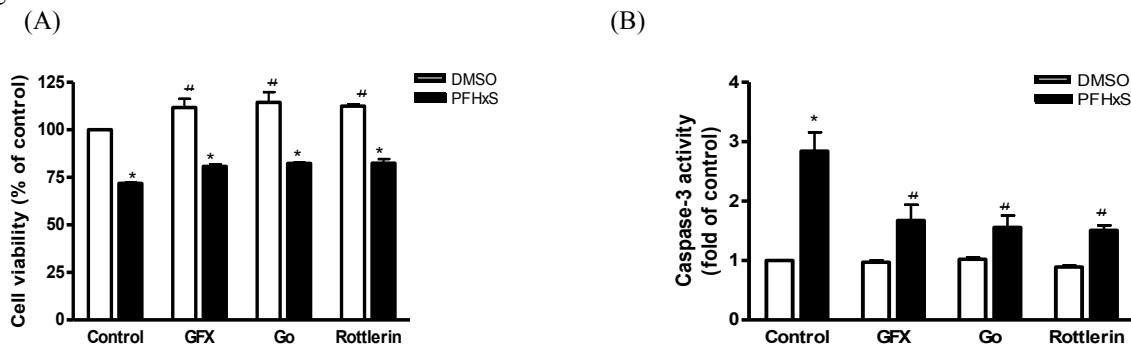 (A)
(B)
DMSO
PFHxS
Cell viability (% of control)
125
100
75
50
25
0
#
#
#
*
*
*
*
Control
GFX
Go
Rottlerin
DMSO
PFHxS
Caspase-3 activity
(fold of control)
4
3
2
1
0
*
#
#
#
Control
GFX
Go
Rottlerin